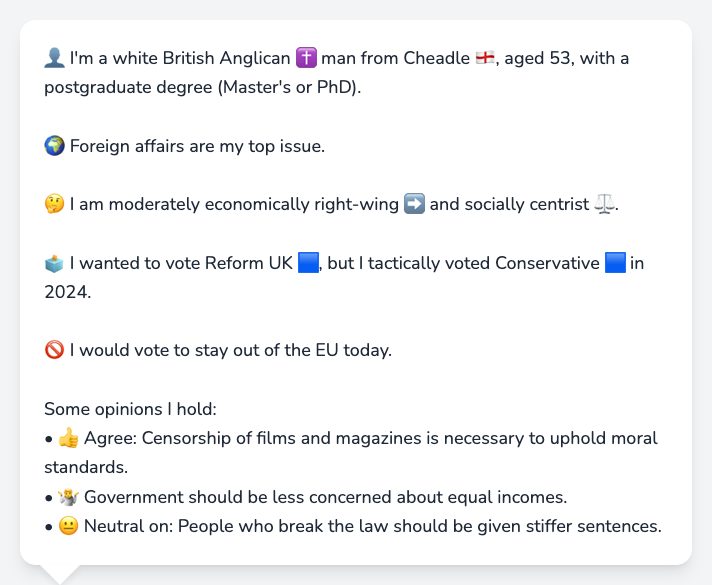 👤 I'm a white British Anglican ✝️ man from Cheadle 🏴󠁧󠁢󠁥󠁮󠁧󠁿, aged 53, with a
postgraduate degree (Master's or PhD).
🌍 Foreign affairs are my top issue.
🤔 I am moderately economically right-wing ➡️ and socially centrist ⚖️.
🗳️ I wanted to vote Reform UK 🟦, but I tactically voted Conservative 🟦 in
2024.
🚫 I would vote to stay out of the EU today.
Some opinions I hold:
• 👍 Agree: Censorship of films and magazines is necessary to uphold moral
standards.
• 🤷 Government should be less concerned about equal incomes.
• 😐 Neutral on: People who break the law should be given stiffer sentences.